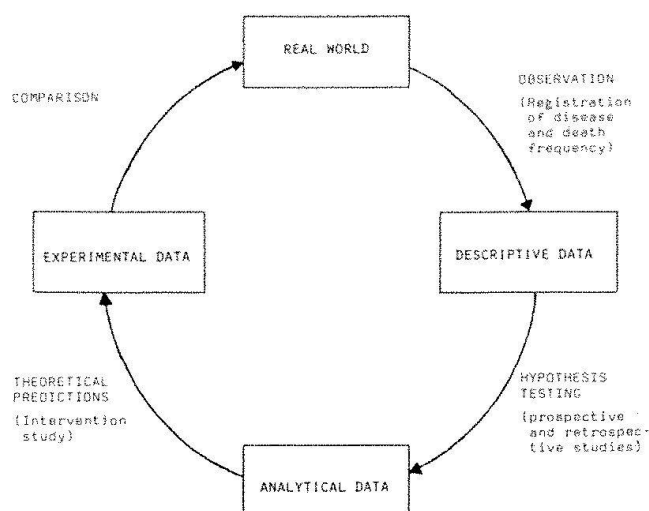 REAL WORLD
COMPARISON
OBSERVATION
(Registration
of disease
and death
frequency)
EXPERIMENTAL DATA
DESCRIPTIVE DATA
THEORETICAL
PREDICTIONS
(Intervention
study)
HYPOTHESIS
TESTING
(prospective
and retrospec-
tive studies)
ANALYTICAL DATA